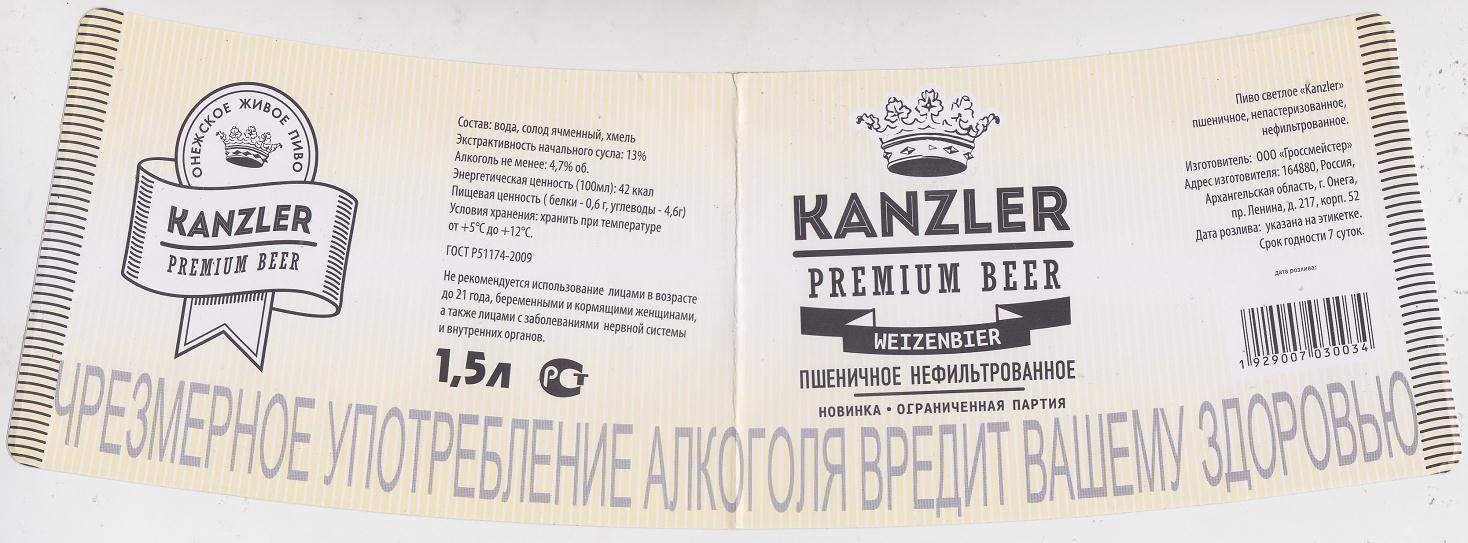 ОНЕЖСКОЕ ЖИВОЕ ПИВО
KANZLER
PREMIUM BEER
Состав: вода, солод ячменный, хмель
Экстрактивность начального сусла: 13%
Алкоголь не менее: 4,7% об.
Энергетическая ценность (100мл): 42 ккал
Пищевая ценность ( белки - 0,6 г, углеводы - 4,6г)
Условия хранения: хранить при температуре
от +5°С до +12°С.
ГОСТ Р51174-2009
Не рекомендуется использование лицами в возрасте
до 21 года, беременными и кормящими женщинами,
а также лицами с заболеваниями нервной системы
и внутренних органов.
1,5л
РСТ
KANZLER
PREMIUM BEER
WEIZENBIER
ПШЕНИЧНОЕ НЕФИЛЬТРОВАННОЕ
НОВИНКА • ОГРАНИЧЕННАЯ ПАРТИЯ
Пиво светлое «Kanzler»
пшеничное, непастеризованное,
нефильтрованное.
Изготовитель: ООО «Гроссмейстер»
Адрес изготовителя: 164880, Россия,
Архангельская область, г. Онега,
пр. Ленина, д. 217, корп. 52
Дата розлива: указана на этикетке.
Срок годности 7 суток.
дата розлива:
1 929007 030034
ЧРЕЗМЕРНОЕ УПОТРЕБЛЕНИЕ АЛКОГОЛЯ ВРЕДИТ ВАШЕМУ ЗДОРОВЬЮ